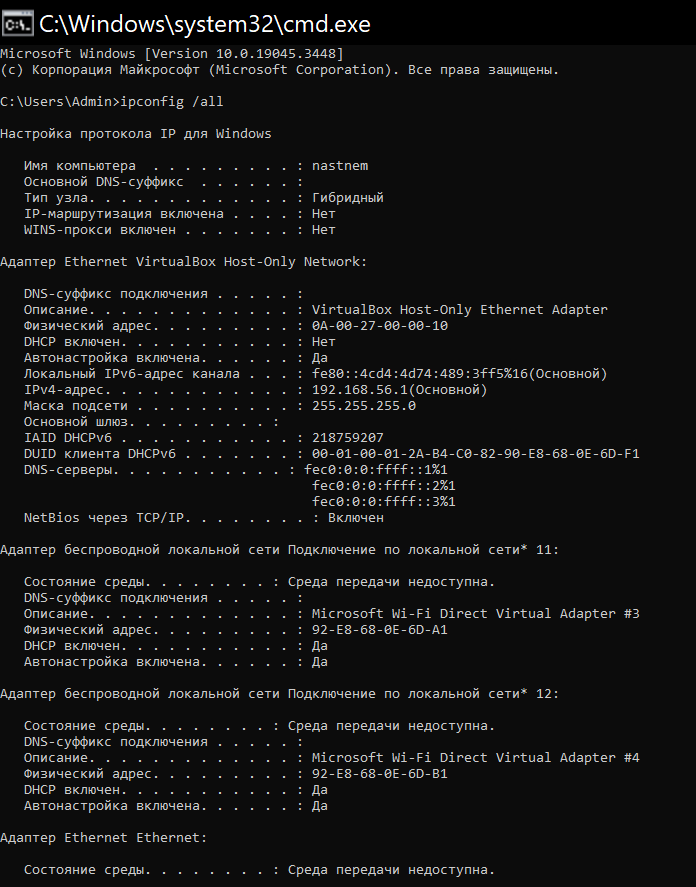 C:\Windows\system32\cmd.exe
Microsoft Windows [Version 10.0.19045.3448]
(c) Корпорация Майкрософт (Microsoft Corporation). Все права защищены.
C:\Users\Admin>ipconfig /all
Настройка протокола IP для Windows
Имя компьютера  . . . . . . . . . : nastnem
Основной DNS-суффикс  . . . . . . :
Тип узла. . . . . . . . . . . . . : Гибридный
IP-маршрутизация включена . . . . : Нет
WINS-прокси включен . . . . . . . : Нет
Адаптер Ethernet VirtualBox Host-Only Network:
DNS-суффикс подключения . . . . . :
Описание. . . . . . . . . . . . . : VirtualBox Host-Only Ethernet Adapter
Физический адрес. . . . . . . . . : 0A-00-27-00-00-10
DHCP включен. . . . . . . . . . . : Нет
Автонастройка включена. . . . . . : Да
Локальный IPv6-адрес канала . . . : fe80::4cd4:4d74:489:3ff5%16(Основной)
IPv4-адрес. . . . . . . . . . . . : 192.168.56.1(Основной)
Маска подсети . . . . . . . . . . : 255.255.255.0
Основной шлюз. . . . . . . . . :
IAID DHCPv6 . . . . . . . . . . . : 218759207
DUID клиента DHCPv6 . . . . . . . : 00-01-00-01-2A-B4-C0-82-90-E8-68-0E-6D-F1
DNS-серверы. . . . . . . . . . . : fec0:0:0:ffff::1%1
fec0:0:0:ffff::2%1
fec0:0:0:ffff::3%1
NetBios через TCP/IP. . . . . . . . : Включен
Адаптер беспроводной локальной сети Подключение по локальной сети* 11:
Состояние среды. . . . . . . . : Среда передачи недоступна.
DNS-суффикс подключения . . . . . :
Описание. . . . . . . . . . . . . : Microsoft Wi-Fi Direct Virtual Adapter #3
Физический адрес. . . . . . . . . : 92-E8-68-0E-6D-A1
DHCP включен. . . . . . . . . . . : Да
Автонастройка включена. . . . . . : Да
Адаптер беспроводной локальной сети Подключение по локальной сети* 12:
Состояние среды. . . . . . . . : Среда передачи недоступна.
DNS-суффикс подключения . . . . . :
Описание. . . . . . . . . . . . . : Microsoft Wi-Fi Direct Virtual Adapter #4
Физический адрес. . . . . . . . . : 92-E8-68-0E-6D-B1
DHCP включен. . . . . . . . . . . : Да
Автонастройка включена. . . . . . : Да
Адаптер Ethernet Ethernet:
Состояние среды. . . . . . . . : Среда передачи недоступна.